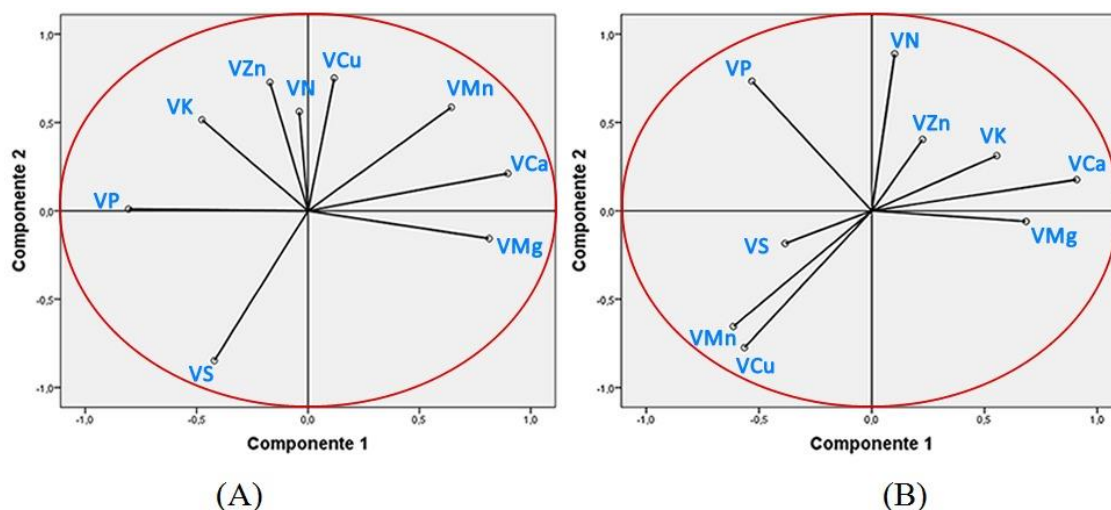 1,0
0,5
0,0
-0,5
-1,0
Componente 2
-1,0 -0,5 0,0 0,5 1,0
Componente 1
VZn
VCu
VN
VMn
VK
VCa
VP
VMg
VS
(A)
1,0
0,5
0,0
-0,5
-1,0
Componente 2
-1,0 -0,5 0,0 0,5 1,0
Componente 1
VN
VP
VZn
VK
VCa
VMg
VS
VMn
VCu
(B)